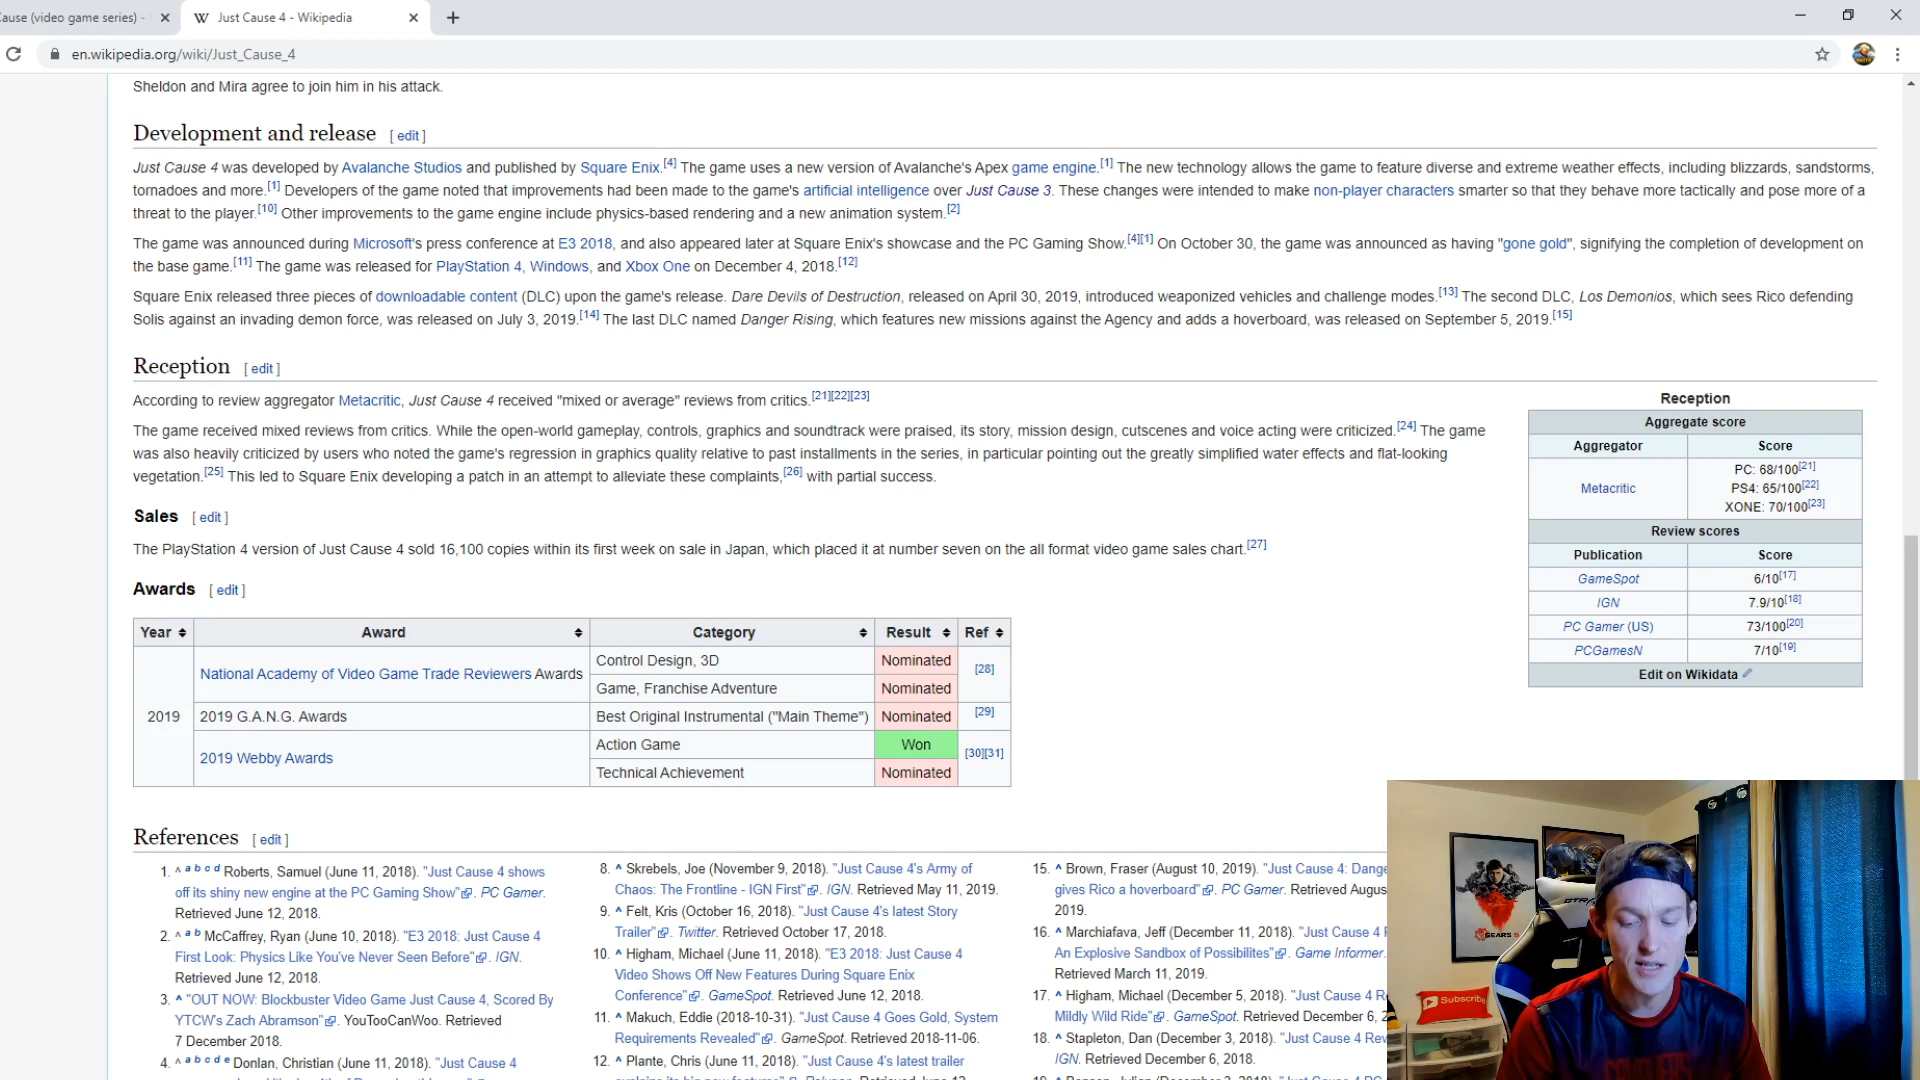 ause (video game series) -
W Just Cause 4 - Wikipedia
en.wikipedia.org/wiki/Just_Cause_4
Sheldon and Mira agree to join him in his attack.
Development and release [ edit ]
Just Cause 4 was developed by Avalanche Studios and published by Square Enix.[4] The game uses a new version of Avalanche's Apex game engine.[1] The new technology allows the game to feature diverse and extreme weather effects, including blizzards, sandstorms,
tornadoes and more.[1] Developers of the game noted that improvements had been made to the game's artificial intelligence over Just Cause 3. These changes were intended to make non-player characters smarter so that they behave more tactically and pose more of a
threat to the player.[10] Other improvements to the game engine include physics-based rendering and a new animation system.[2]
The game was announced during Microsoft's press conference at E3 2018, and also appeared later at Square Enix's showcase and the PC Gaming Show.[4][1] On October 30, the game was announced as having "gone gold", signifying the completion of development on
the base game.[11] The game was released for PlayStation 4, Windows, and Xbox One on December 4, 2018.[12]
Square Enix released three pieces of downloadable content (DLC) upon the game's release. Dare Devils of Destruction, released on April 30, 2019, introduced weaponized vehicles and challenge modes.[13] The second DLC, Los Demonios, which sees Rico defending
Solis against an invading demon force, was released on July 3, 2019.[14] The last DLC named Danger Rising, which features new missions against the Agency and adds a hoverboard, was released on September 5, 2019.[15]
Reception [ edit ]
According to review aggregator Metacritic, Just Cause 4 received "mixed or average" reviews from critics.[21][22][23]
The game received mixed reviews from critics. While the open-world gameplay, controls, graphics and soundtrack were praised, its story, mission design, cutscenes and voice acting were criticized.[24] The game
was also heavily criticized by users who noted the game's regression in graphics quality relative to past installments in the series, in particular pointing out the greatly simplified water effects and flat-looking
vegetation.[25] This led to Square Enix developing a patch in an attempt to alleviate these complaints,[26] with partial success.
Reception
Aggregate score
Aggregator Score
Metacritic
PC: 68/100[21]
PS4: 65/100[22]
XONE: 70/100[23]
Review scores
Publication Score
GameSpot 6/10[17]
IGN 7.9/10[18]
PC Gamer (US) 73/100[20]
PCGamesN 7/10[19]
Edit on Wikidata
Sales [ edit ]
The PlayStation 4 version of Just Cause 4 sold 16,100 copies within its first week on sale in Japan, which placed it at number seven on the all format video game sales chart.[27]
Awards [ edit ]
Year Award Category Result Ref
2019
National Academy of Video Game Trade Reviewers Awards
Control Design, 3D Nominated
Game, Franchise Adventure Nominated
[28]
2019 G.A.N.G. Awards Best Original Instrumental ("Main Theme") Nominated [29]
2019 Webby Awards
Action Game Won
Technical Achievement Nominated
[30][31]
References [ edit ]
1. ^ a b c d Roberts, Samuel (June 11, 2018). "Just Cause 4 shows
off its shiny new engine at the PC Gaming Show". PC Gamer.
Retrieved June 12, 2018.
2. ^ a b McCaffrey, Ryan (June 10, 2018). "E3 2018: Just Cause 4
First Look: Physics Like You've Never Seen Before". IGN.
Retrieved June 12, 2018.
3. ^ "OUT NOW: Blockbuster Video Game Just Cause 4, Scored By
YTCW's Zach Abramson". YouTooCanWoo. Retrieved
7 December 2018.
4. ^ a b c d e Donlan, Christian (June 11, 2018). "Just Cause 4
8. ^ Skrebels, Joe (November 9, 2018). "Just Cause 4's Army of
Chaos: The Frontline - IGN First". IGN. Retrieved May 11, 2019.
9. ^ Felt, Kris (October 16, 2018). "Just Cause 4's latest Story
Trailer". Twitter. Retrieved October 17, 2018.
10. ^ Higham, Michael (June 11, 2018). "E3 2018: Just Cause 4
Video Shows Off New Features During Square Enix
Conference". GameSpot. Retrieved June 12, 2018.
11. ^ Makuch, Eddie (2018-10-31). "Just Cause 4 Goes Gold, System
Requirements Revealed". GameSpot. Retrieved 2018-11-06.
12. ^ Plante, Chris (June 11, 2018). "Just Cause 4's latest trailer
15. ^ Brown, Fraser (August 10, 2019). "Just Cause 4: Dange
gives Rico a hoverboard". PC Gamer. Retrieved Augus
2019.
16. ^ Marchiafava, Jeff (December 11, 2018). "Just Cause 4
An Explosive Sandbox of Possibilites". Game Informer.
Retrieved March 11, 2019.
17. ^ Higham, Michael (December 5, 2018). "Just Cause 4 R
Mildly Wild Ride". GameSpot. Retrieved December 6, 2
18. ^ Stapleton, Dan (December 3, 2018). "Just Cause 4 Rev
IGN. Retrieved December 6, 2018.
GEARS 5
Subscribe